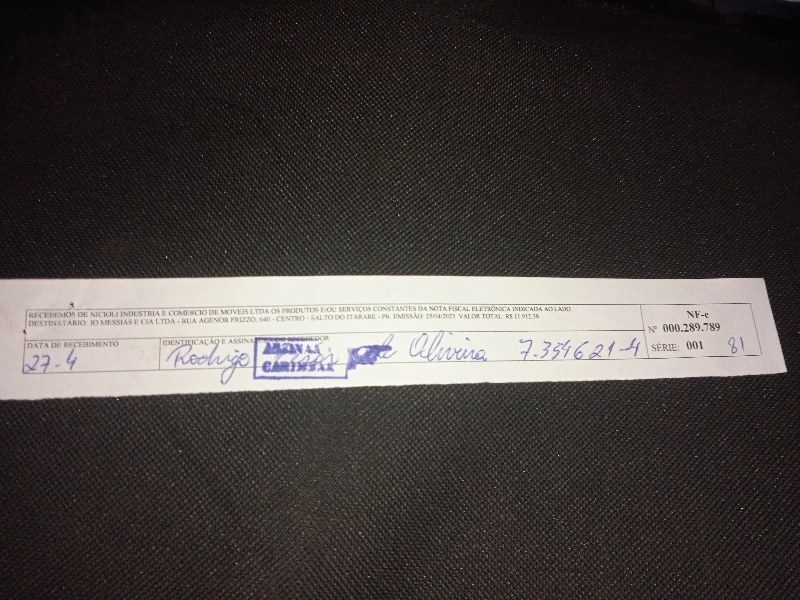 RECEBEMOS DE NICIOLI INDUSTRIA E COMERCIO DE MOVEIS LTDA OS PRODUTOS E/OU SERVIÇOS CONSTANTES DA NOTA FISCAL ELETRÔNICA INDICADA AO LADO
DESTINATÁRIO: JO MESSIAS E CIA LTDA - RUA AGENOR FRIZZO, 640 - CENTRO - SALTO DO ITARARE - PR EMISSÃO: 25/04/2023 VALOR TOTAL: R$ 11.912,38
NF-e
Nº 000.289.789
SÉRIE: 001 81
DATA DE RECEBIMENTO
27-4
IDENTIFICAÇÃO E ASSINATURA DO RECEBEDOR
Rodrigo de Oliveira 7.354621-4
ASSINAR
CARIMBAR